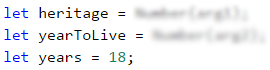 let heritage =
let yearToLive =
let years = 18;